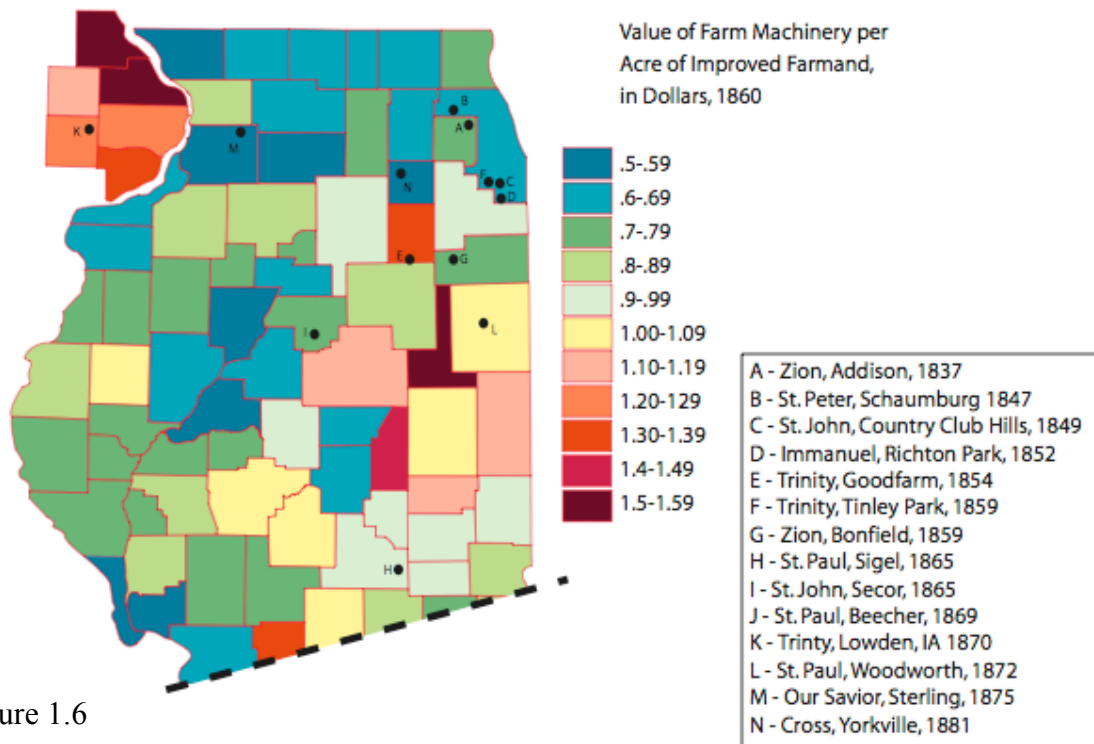 Value of Farm Machinery per
Acre of Improved Farmand,
in Dollars, 1860
B
A
K
M
N
F
C
D
E
G
I
L
H
.5-.59
.6-.69
.7-.79
.8-.89
.9-.99
1.00-1.09
1.10-1.19
1.20-129
1.30-1.39
1.4-1.49
1.5-1.59
A - Zion, Addison, 1837
B - St. Peter, Schaumburg 1847
C - St. John, Country Club Hills, 1849
D - Immanuel, Richton Park, 1852
E - Trinity, Goodfarm, 1854
F - Trinity, Tinley Park, 1859
G - Zion, Bonfield, 1859
H - St. Paul, Sigel, 1865
I - St. John, Secor, 1865
J - St. Paul, Beecher, 1869
K - Trinty, Lowden, IA 1870
L - St. Paul, Woodworth, 1872
M - Our Savior, Sterling, 1875
N - Cross, Yorkville, 1881
ure 1.6